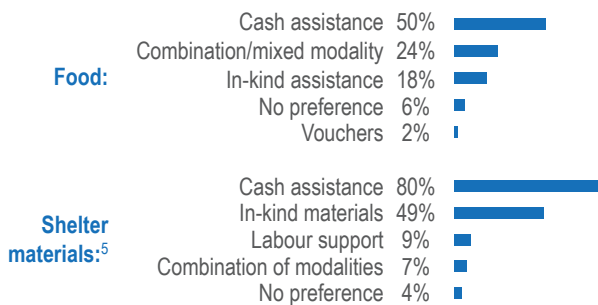 Food:
Cash assistance 50%
Combination/mixed modality 24%
In-kind assistance 18%
No preference 6%
Vouchers 2%
Shelter
materials:5
Cash assistance 80%
In-kind materials 49%
Labour support 9%
Combination of modalities 7%
No preference 4%